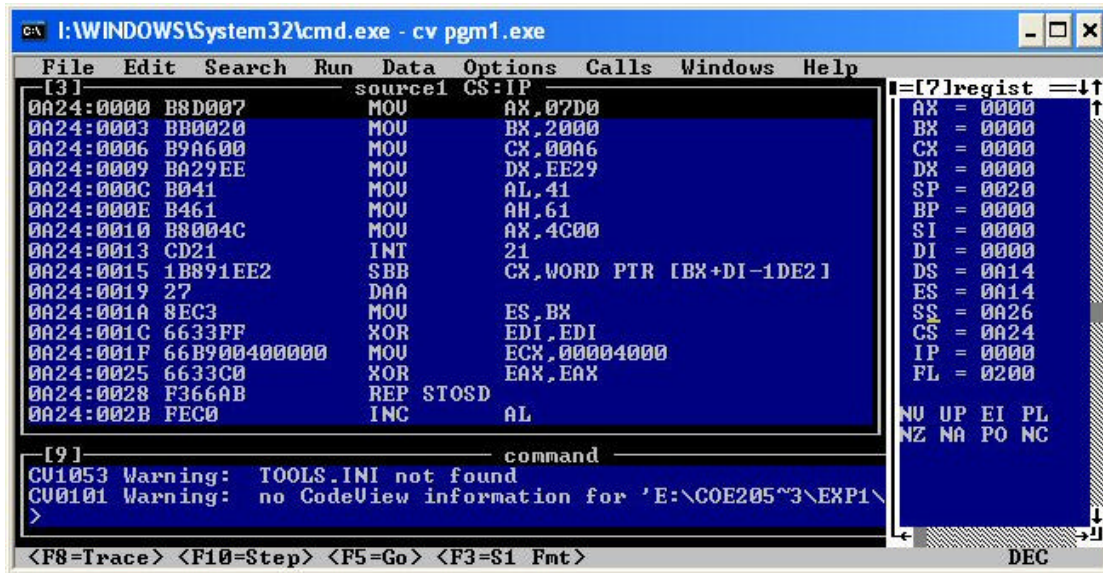 I:\WINDOWS\System32\cmd.exe - cv pgm1.exe
File Edit Search Run Data Options Calls Windows Help
[3] source1 CS:IP
0A24:0000 B8D007 MOV AX,07D0
0A24:0003 BB0020 MOV BX,2000
0A24:0006 B9A600 MOV CX,00A6
0A24:0009 BA29EE MOV DX,EE29
0A24:000C B041 MOV AL,41
0A24:000E B461 MOV AH,61
0A24:0010 B8004C MOV AX,4C00
0A24:0013 CD21 INT 21
0A24:0015 1B891EE2 SBB CX,WORD PTR [BX+DI-1DE2]
0A24:0019 27 DAA
0A24:001A 8EC3 MOV ES,BX
0A24:001C 6633FF XOR EDI,EDI
0A24:001F 66B900400000 MOV ECX,00004000
0A24:0025 6633C0 XOR EAX,EAX
0A24:0028 F366AB REP STOSD
0A24:002B FEC0 INC AL
[7]regist
AX = 0000
BX = 0000
CX = 0000
DX = 0000
SP = 0020
BP = 0000
SI = 0000
DI = 0000
DS = 0A14
ES = 0A14
SS = 0A26
CS = 0A24
IP = 0000
FL = 0200
NV UP EI PL
NZ NA PO NC
[9] command
CV1053 Warning: TOOLS.INI not found
CV0101 Warning: no CodeView information for 'E:\COE205~3\EXP1\
>
<F8=Trace> <F10=Step> <F5=Go> <F3=S1 Fmt> DEC